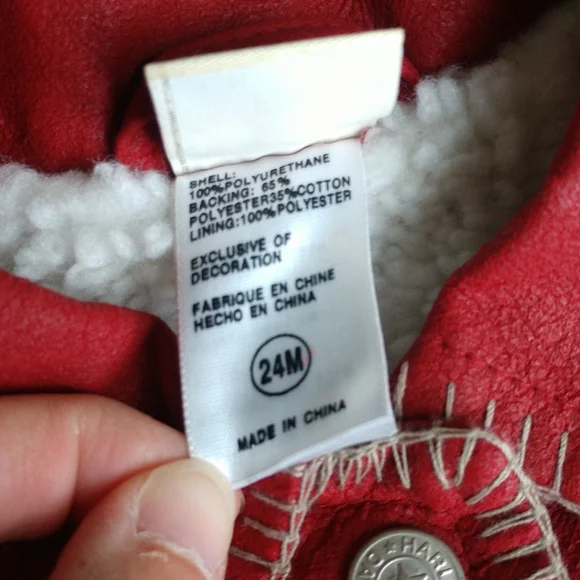 SHELL:
100%POLYURETHANE
BACKING: 65%
POLYESTER35%COTTON
LINING:100%POLYESTER
EXCLUSIVE OF
DECORATION
FABRIQUE EN CHINE
HECHO EN CHINA
24M
MADE IN CHINA